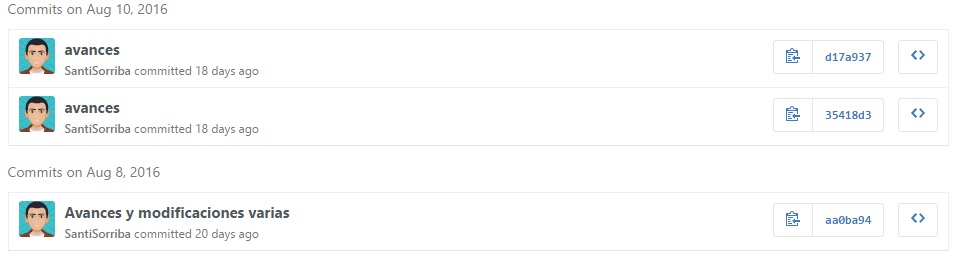 Commits on Aug 10, 2016
avances
SantiSorriba committed 18 days ago
d17a937
avances
SantiSorriba committed 18 days ago
35418d3
Commits on Aug 8, 2016
Avances y modificaciones varias
SantiSorriba committed 20 days ago
aa0ba94